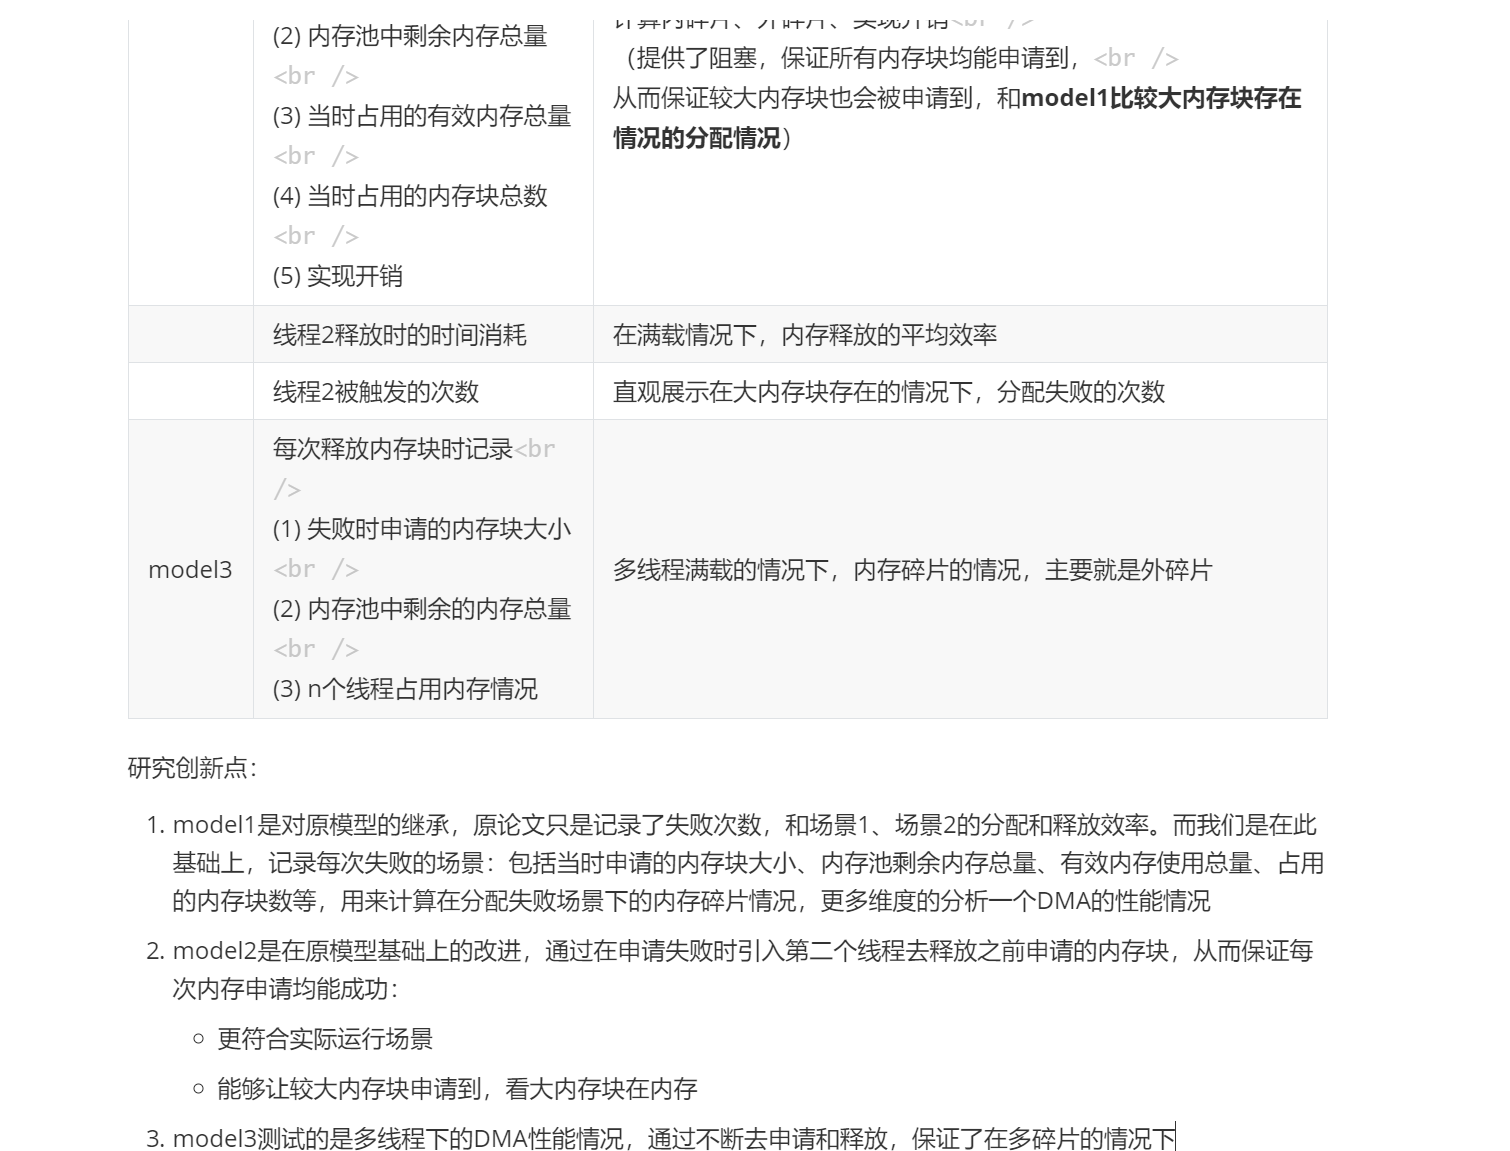 (2) 内存池中剩余内存总量
<br />
(3) 当时占用的有效内存总量
<br />
(4) 当时占用的内存块总数
<br />
(5) 实现开销
计算内碎片、外碎片、实现开销<br />
（提供了阻塞，保证所有内存块均能申请到，<br />
从而保证较大内存块也会被申请到，和model1比较大内存块存在
情况的分配情况）
线程2释放时的时间消耗
在满载情况下，内存释放的平均效率
线程2被触发的次数
直观展示在大内存块存在的情况下，分配失败的次数
model3
每次释放内存块时记录<br
/>
(1) 失败时申请的内存块大小
<br />
(2) 内存池中剩余的内存总量
<br />
(3) n个线程占用内存情况
多线程满载的情况下，内存碎片的情况，主要就是外碎片
研究创新点：
1. model1是对原模型的继承，原论文只是记录了失败次数，和场景1、场景2的分配和释放效率。而我们是在此
基础上，记录每次失败的场景：包括当时申请的内存块大小、内存池剩余内存总量、有效内存使用总量、占用
的内存块数等，用来计算在分配失败场景下的内存碎片情况，更多维度的分析一个DMA的性能情况
2. model2是在原模型基础上的改进，通过在申请失败时引入第二个线程去释放之前申请的内存块，从而保证每
次内存申请均能成功：
更符合实际运行场景
能够让较大内存块申请到，看大内存块在内存
3. model3测试的是多线程下的DMA性能情况，通过不断去申请和释放，保证了在多碎片的情况下